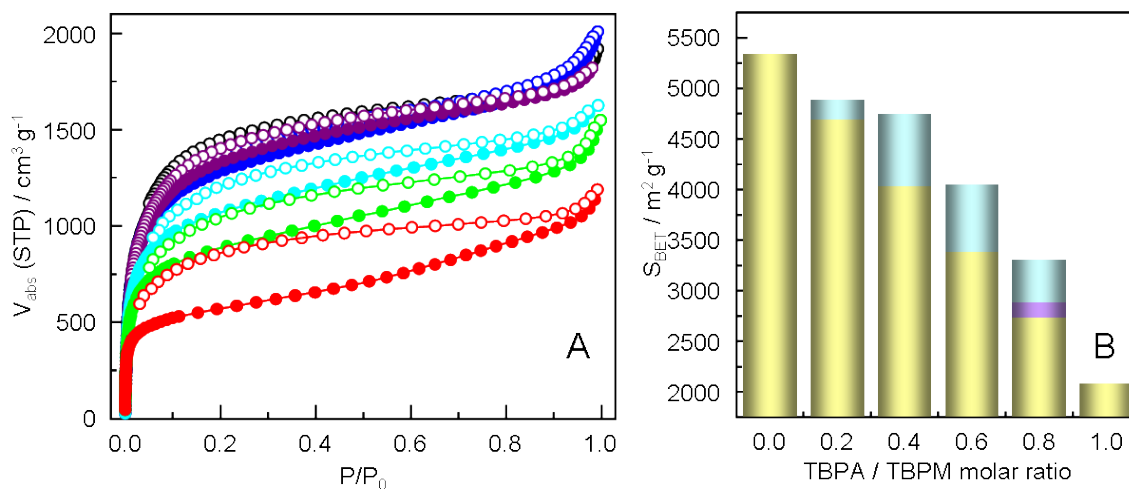 2000
1500
1000
500
0
V_abs (STP) / cm³ g⁻¹
0.0 0.2 0.4 0.6 0.8 1.0
P/P₀
A
5500
5000
4500
4000
3500
3000
2500
2000
S_BET / m² g⁻¹
0.0 0.2 0.4 0.6 0.8 1.0
TBPA / TBPM molar ratio
B